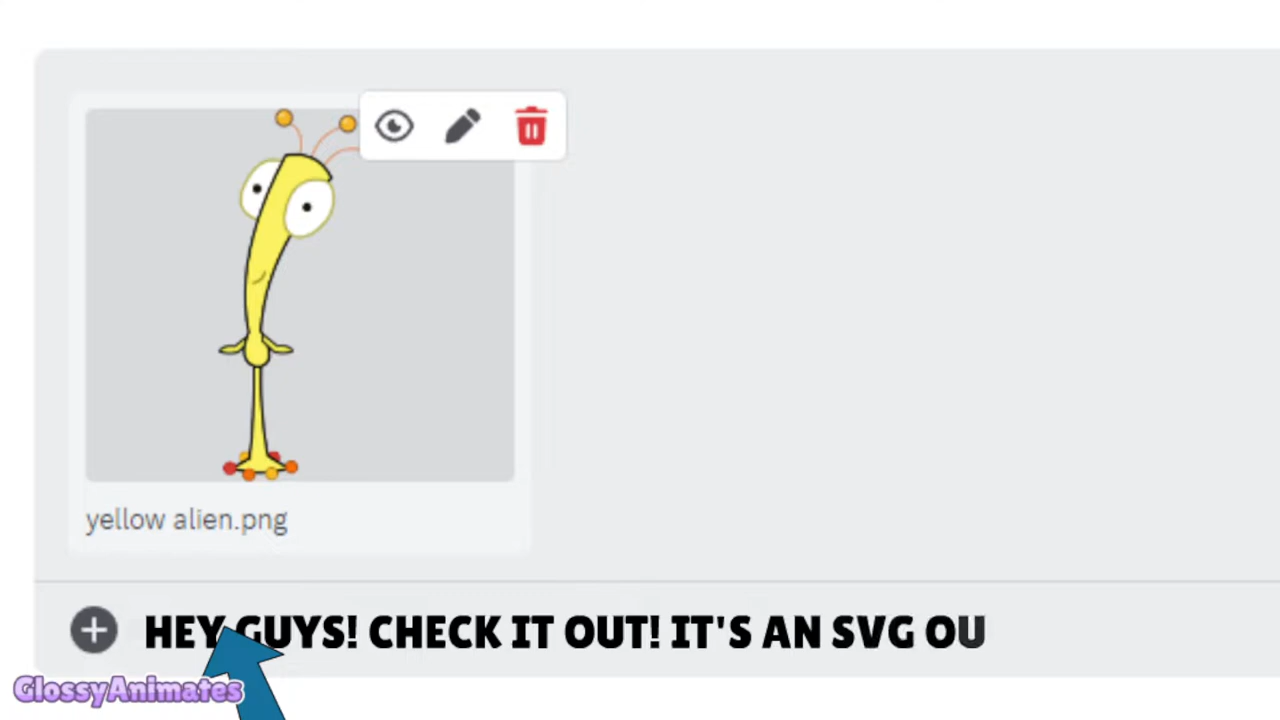 yellow alien.png
HEY GUYS! CHECK IT OUT! IT'S AN SVG OU
GlossyAnimates